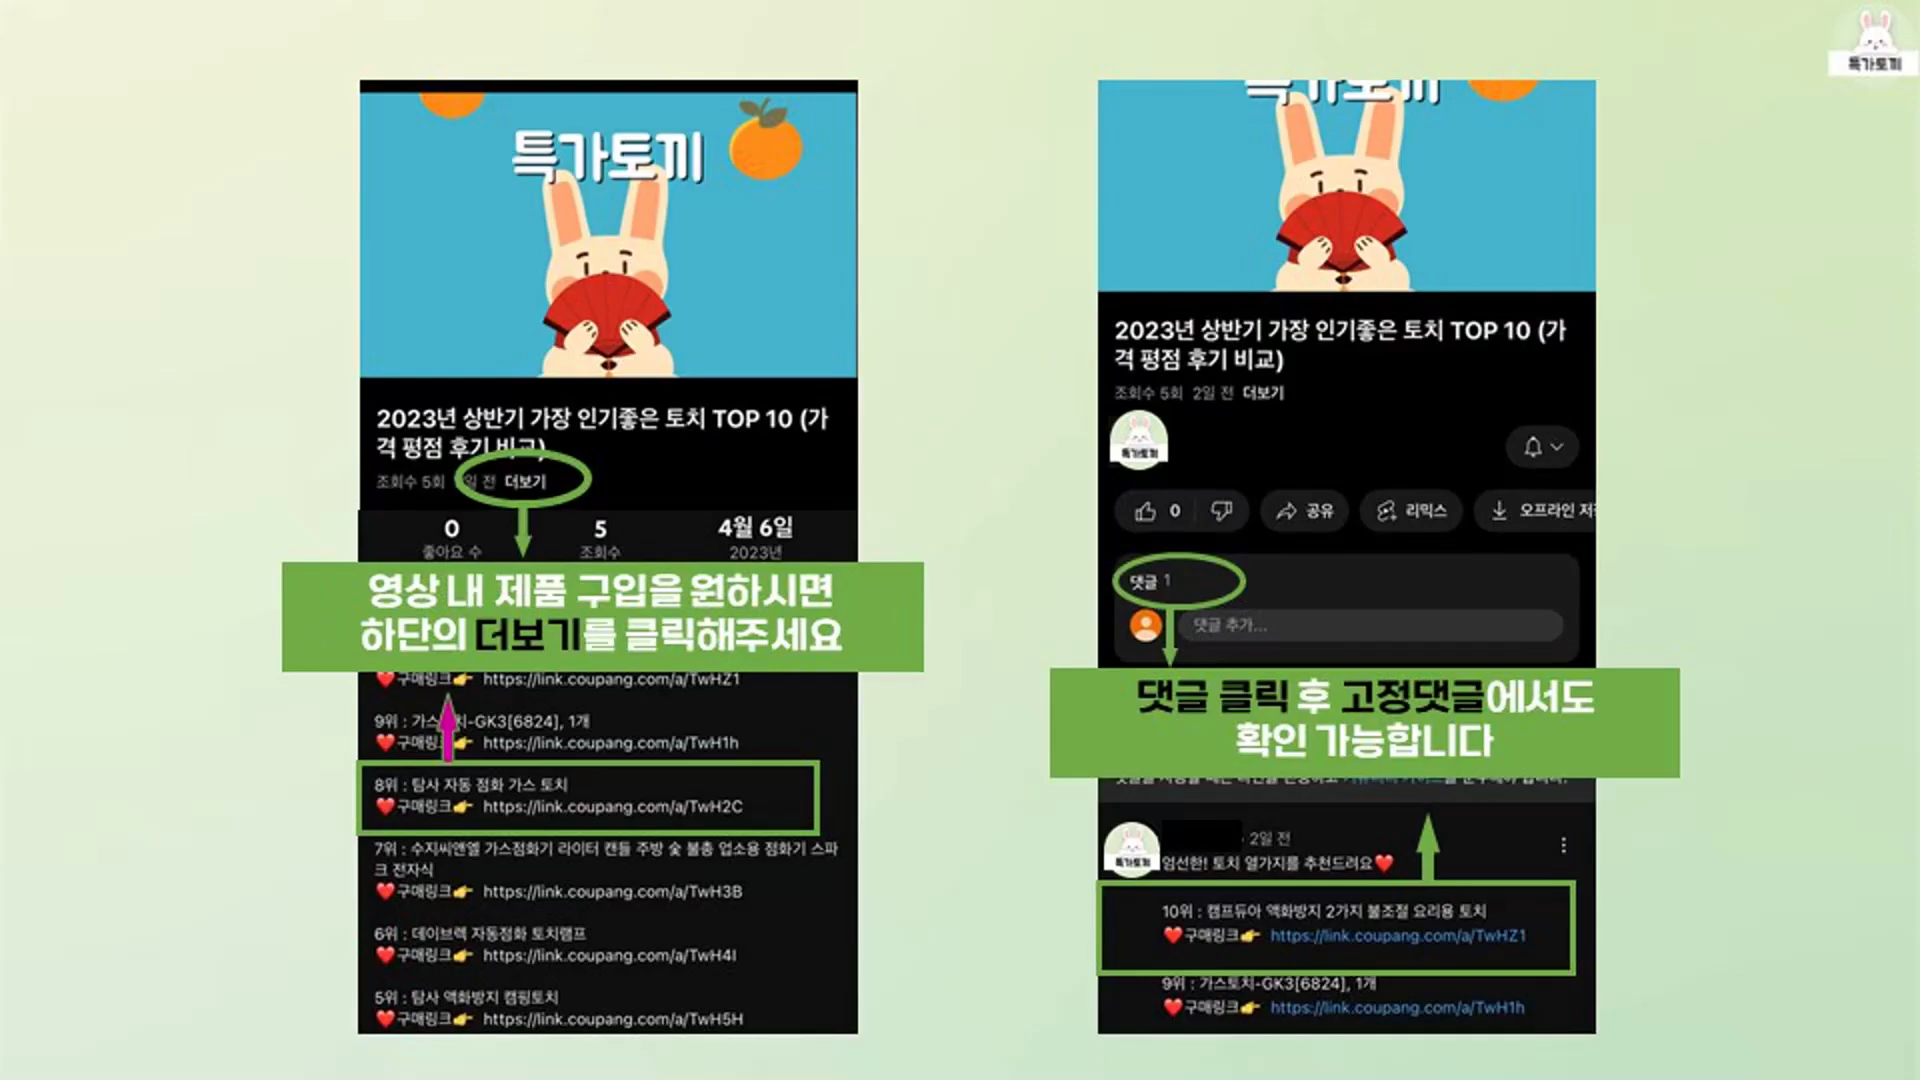 특가토끼
특가토끼
2023년 상반기 가장 인기좋은 토치 TOP 10 (가
격 평점 후기 비교)
조회수 5회 일 전 더보기
0 5 4월 6일
좋아요 수 조회수 2023년
영상 내 제품 구입을 원하시면
하단의 더보기를 클릭해주세요
❤️구매링크👉 https://link.coupang.com/a/TwHZ1
9위 : 가스토치-GK3[6824], 1개
❤️구매링크👉 https://link.coupang.com/a/TwH1h
8위 : 탐사 자동 점화 가스 토치
❤️구매링크👉 https://link.coupang.com/a/TwH2C
7위 : 수지씨앤엘 가스점화기 라이터 캔들 주방 숯 불총 업소용 점화기 스파
크 전자식
❤️구매링크👉 https://link.coupang.com/a/TwH3B
6위 : 데이브렉 자동점화 토치램프
❤️구매링크👉 https://link.coupang.com/a/TwH4I
5위 : 탐사 액화방지 캠핑토치
❤️구매링크👉 https://link.coupang.com/a/TwH5H
특가토끼
2023년 상반기 가장 인기좋은 토치 TOP 10 (가
격 평점 후기 비교)
조회수 5회 2일 전 더보기
특가토끼
0 공유 리믹스 오프라인 저장
댓글 1
댓글 추가...
댓글 클릭 후 고정댓글에서도
확인 가능합니다
2일 전
특가토끼
엄선한! 토치 열가지를 추천드려요❤️
10위 : 캠프듀아 액화방지 2가지 불조절 요리용 토치
❤️구매링크👉 https://link.coupang.com/a/TwHZ1
9위 : 가스토치-GK3[6824], 1개
❤️구매링크👉 https://link.coupang.com/a/TwH1h